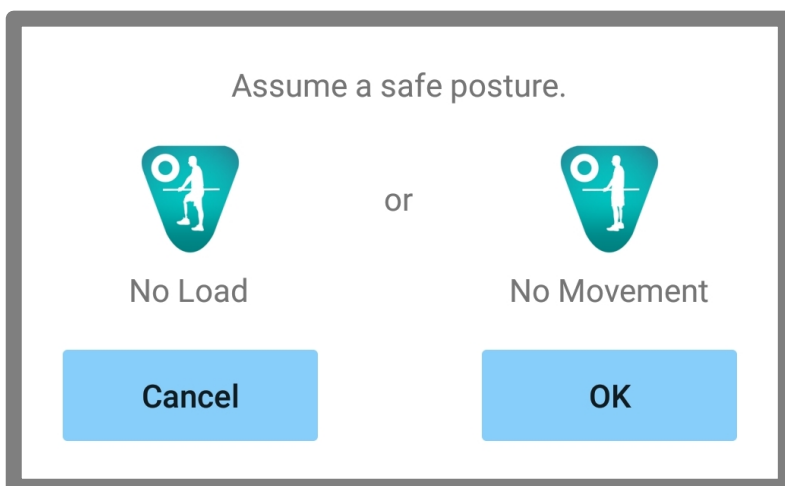 Assume a safe posture.
or
No Load
No Movement
Cancel
OK